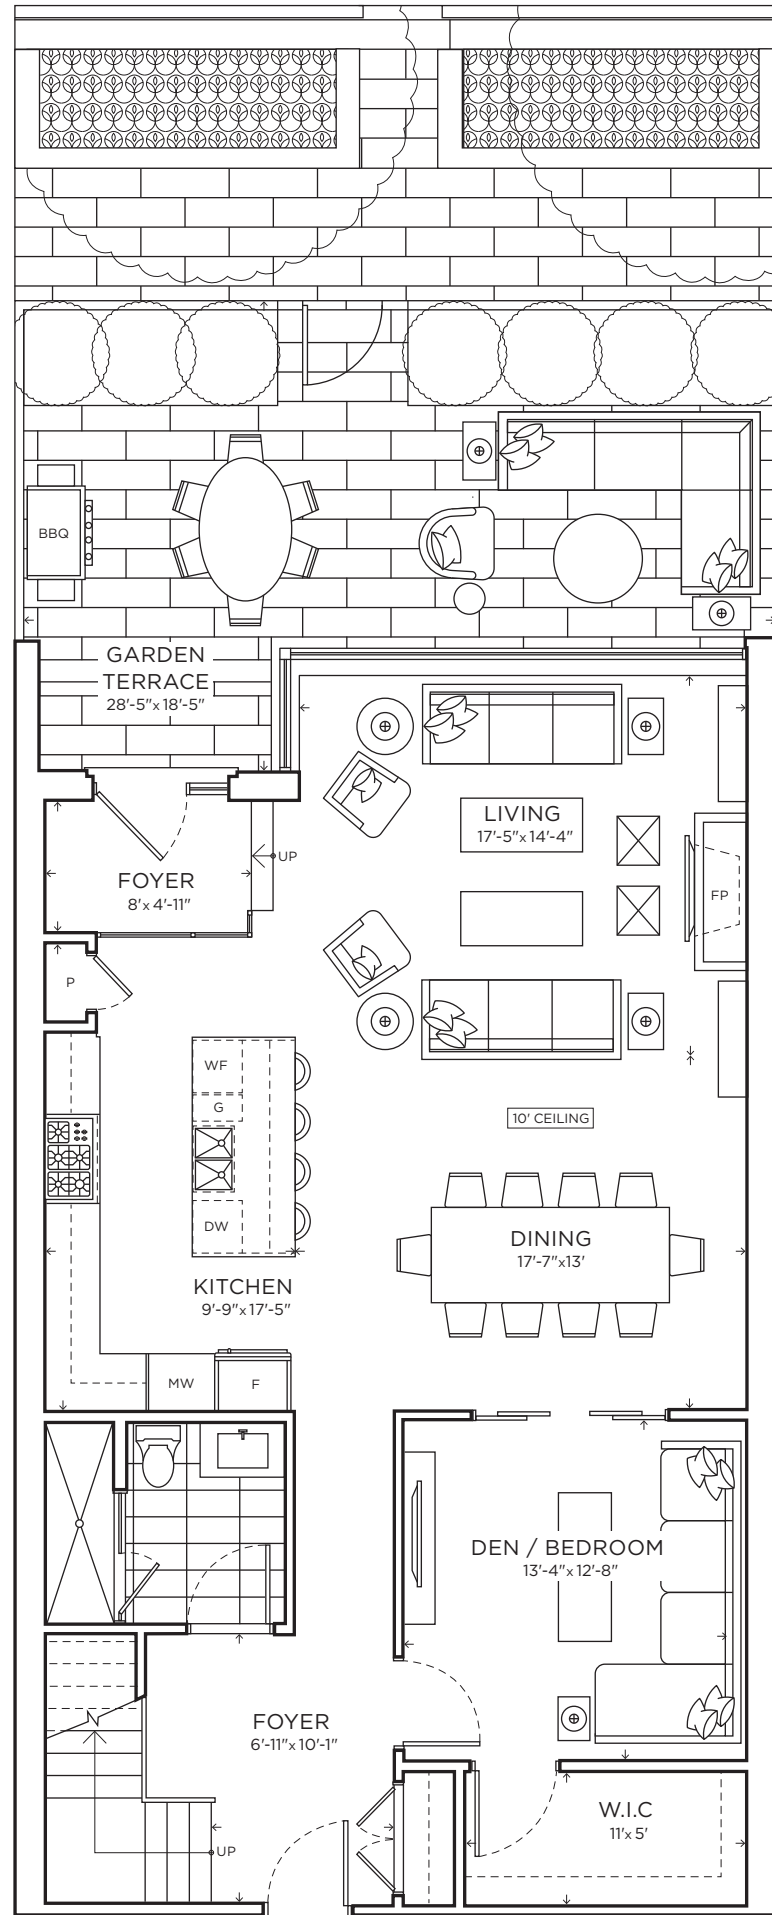 BBQ
GARDEN
TERRACE
28'-5"x 18'-5"
LIVING
17'-5"x 14'-4"
UP
FOYER
8'x 4'-11"
FP
P
WF
G
10' CEILING
DW
DINING
17'-7"x13'
KITCHEN
9'-9"x 17'-5"
MW
F
DEN / BEDROOM
13'-4"x 12'-8"
FOYER
6'-11"x 10'-1"
W.I.C
11'x 5'
UP